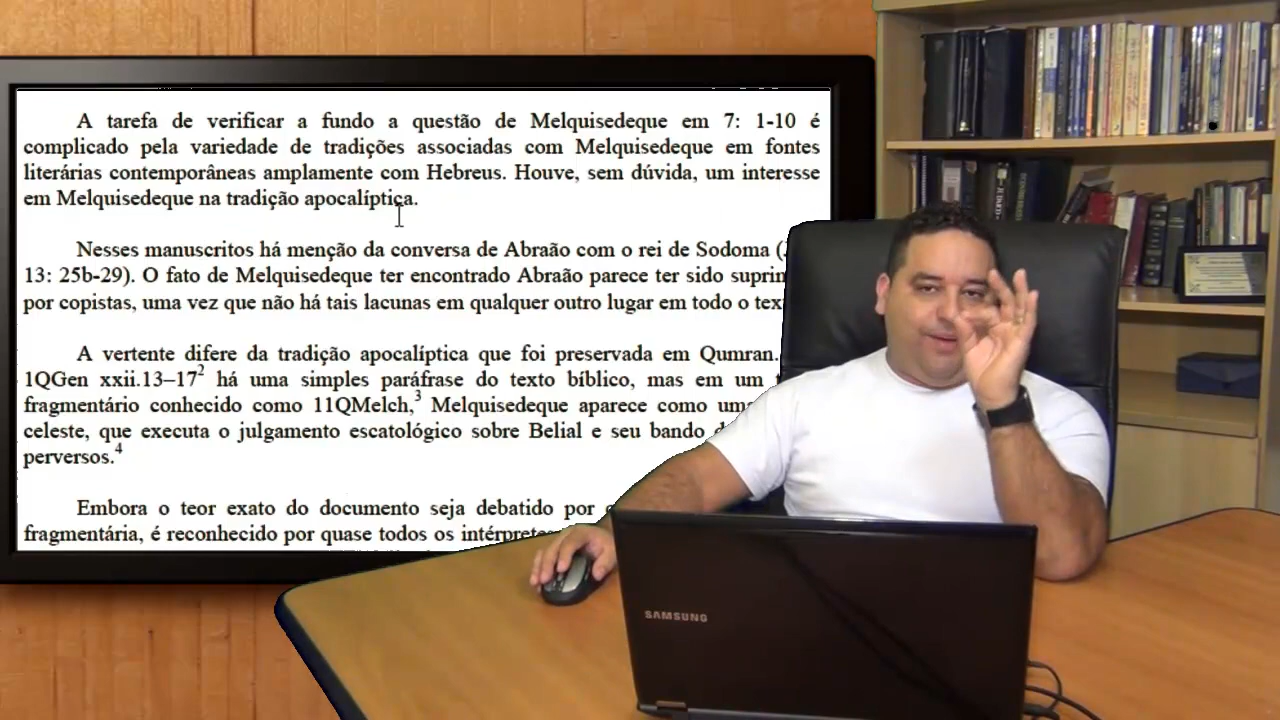 A tarefa de verificar a fundo a questão de Melquisedeque em 7: 1-10 é
complicado pela variedade de tradições associadas com Melquisedeque em fontes
literárias contemporâneas amplamente com Hebreus. Houve, sem dúvida, um interesse
em Melquisedeque na tradição apocalíptica.
Nesses manuscritos há menção da conversa de Abraão com o rei de Sodoma (
13: 25b-29). O fato de Melquisedeque ter encontrado Abraão parece ter sido
por copistas, uma vez que não há tais lacunas em qualquer outro lugar em todo o
A vertente difere da tradição apocalíptica que foi preservada em Qumran.
1QGen xxii.13–17² há uma simples paráfrase do texto bíblico, mas em um
fragmentário conhecido como 11QMelch,³ Melquisedeque aparece como
celeste, que executa o julgamento escatológico sobre Belial e seu bando
perversos.⁴
Embora o teor exato do documento seja debatido por
fragmentária, é reconhecido por quase todos os
SAMSUNG